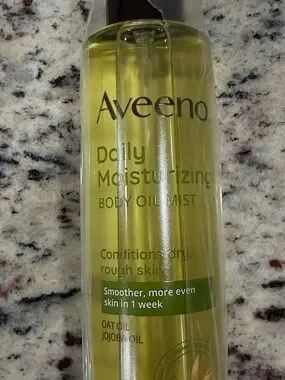 Aveeno
Daily
Moisturizing
BODY OIL MIST
Conditions dry,
rough skin
Smoother, more even
skin in 1 week
OAT OIL
JOJOBA OIL